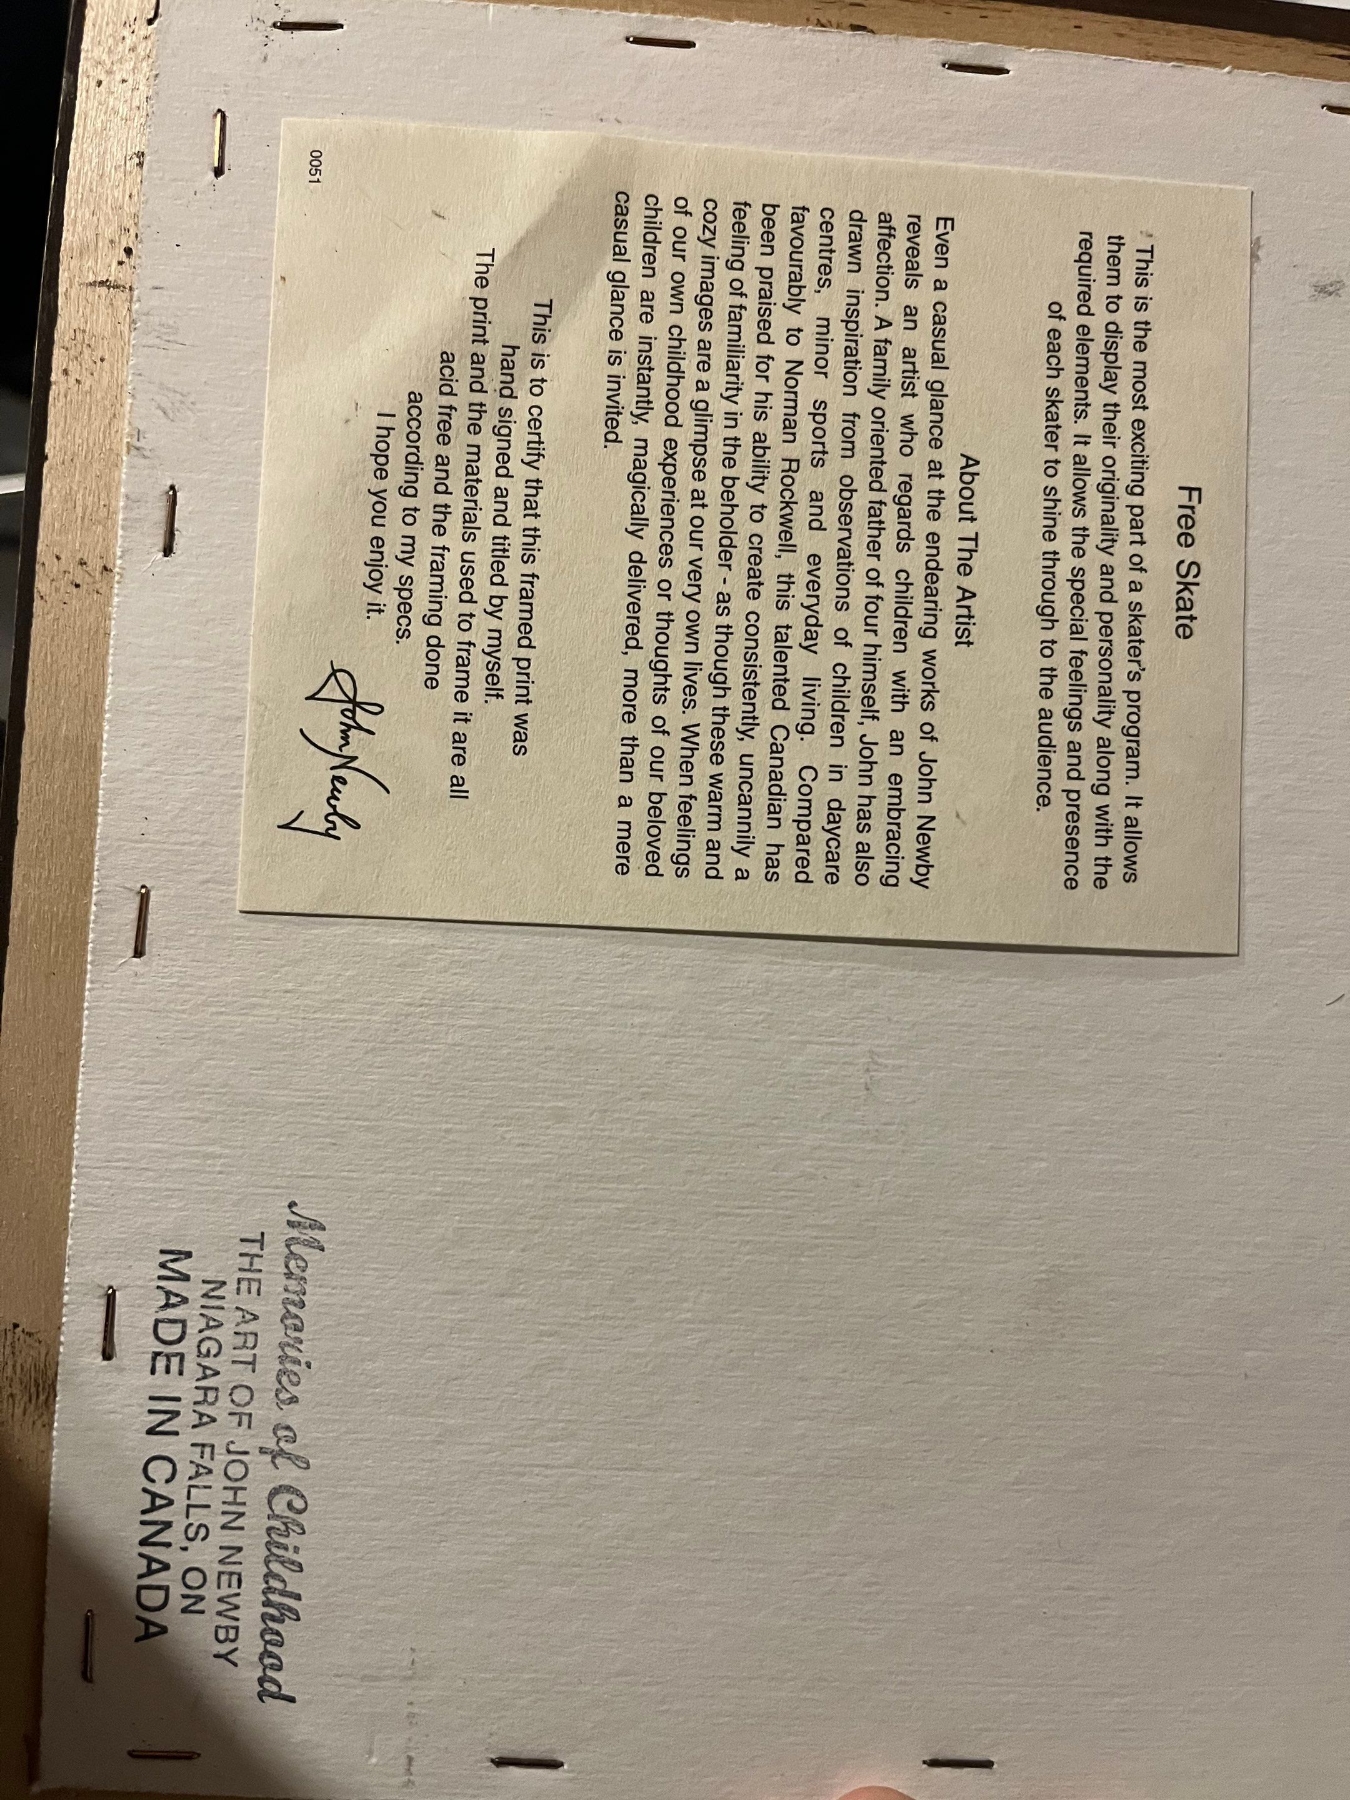 Free Skate
This is the most exciting part of a skater's program. It allows
them to display their originality and personality along with the
required elements. It allows the special feelings and presence
of each skater to shine through to the audience.
About The Artist
Even a casual glance at the endearing works of John Newby
reveals an artist who regards children with an embracing
affection. A family oriented father of four himself, John has also
drawn inspiration from observations of children in daycare
centres, minor sports and everyday living. Compared
favourably to Norman Rockwell, this talented Canadian has
been praised for his ability to create consistently, uncannily a
feeling of familiarity in the beholder - as though these warm and
cozy images are a glimpse at our very own lives. When feelings
of our own childhood experiences or thoughts of our beloved
children are instantly, magically delivered, more than a mere
casual glance is invited.
This is to certify that this framed print was
hand signed and titled by myself.
The print and the materials used to frame it are all
acid free and the framing done
according to my specs.
I hope you enjoy it.
John Newby
0051
Memories of Childhood
THE ART OF JOHN NEWBY
NIAGARA FALLS, ON
MADE IN CANADA